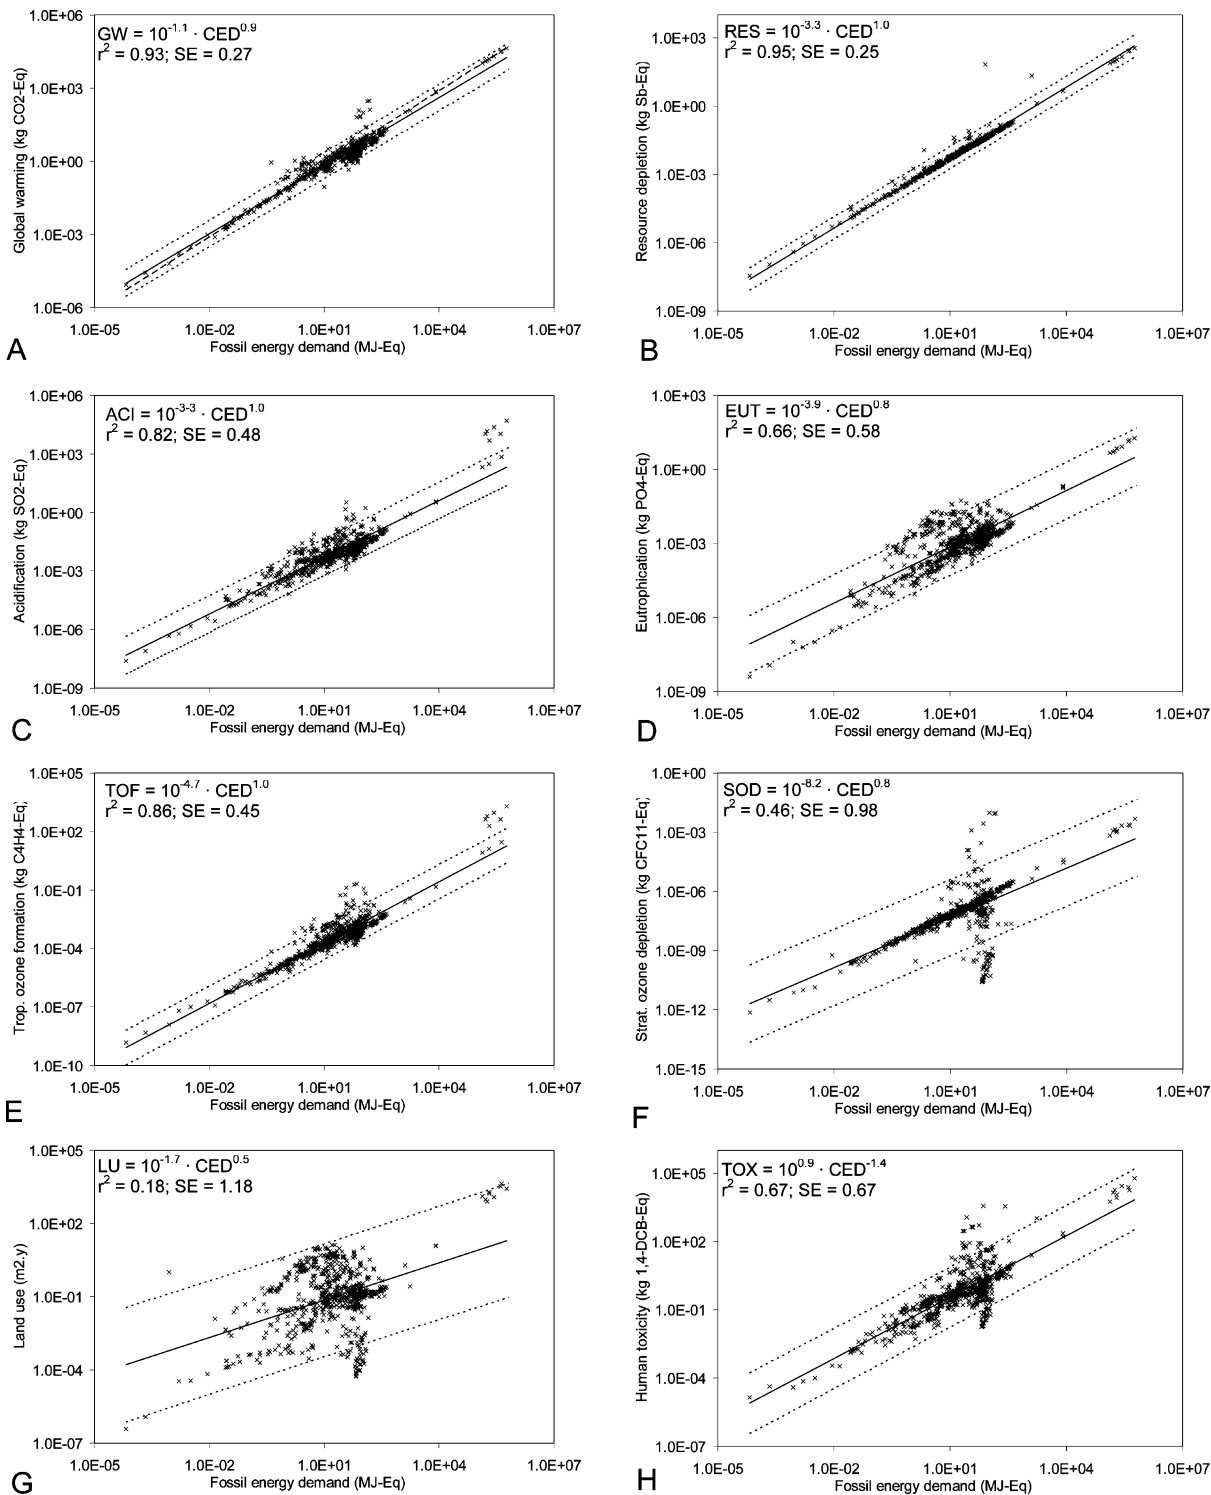 GW = 10^-1.1 · CED^0.9
r^2 = 0.93; SE = 0.27
Global warming (kg CO2-Eq)
1.0E+06
1.0E+03
1.0E+00
1.0E-03
1.0E-06
1.0E-05 1.0E-02 1.0E+01 1.0E+04 1.0E+07
Fossil energy demand (MJ-Eq)
A
RES = 10^-3.3 · CED^1.0
r^2 = 0.95; SE = 0.25
Resource depletion (kg Sb-Eq)
1.0E+03
1.0E+00
1.0E-03
1.0E-06
1.0E-09
1.0E-05 1.0E-02 1.0E+01 1.0E+04 1.0E+07
Fossil energy demand (MJ-Eq)
B
ACI = 10^-3-3 · CED^1.0
r^2 = 0.82; SE = 0.48
Acidification (kg SO2-Eq)
1.0E+06
1.0E+03
1.0E+00
1.0E-03
1.0E-06
1.0E-09
1.0E-05 1.0E-02 1.0E+01 1.0E+04 1.0E+07
Fossil energy demand (MJ-Eq)
C
EUT = 10^-3.9 · CED^0.8
r^2 = 0.66; SE = 0.58
Eutrophication (kg PO4-Eq)
1.0E+03
1.0E+00
1.0E-03
1.0E-06
1.0E-09
1.0E-05 1.0E-02 1.0E+01 1.0E+04 1.0E+07
Fossil energy demand (MJ-Eq)
D
TOF = 10^-4.7 · CED^1.0
r^2 = 0.86; SE = 0.45
Trop. ozone formation (kg C4H4-Eq)
1.0E+05
1.0E+02
1.0E-01
1.0E-04
1.0E-07
1.0E-10
1.0E-05 1.0E-02 1.0E+01 1.0E+04 1.0E+07
Fossil energy demand (MJ-Eq)
E
SOD = 10^-8.2 · CED^0.8
r^2 = 0.46; SE = 0.98
Strat. ozone depletion (kg CFC11-Eq)
1.0E+00
1.0E-03
1.0E-06
1.0E-09
1.0E-12
1.0E-15
1.0E-05 1.0E-02 1.0E+01 1.0E+04 1.0E+07
Fossil energy demand (MJ-Eq)
F
LU = 10^-1.7 · CED^0.5
r^2 = 0.18; SE = 1.18
Land use (m2.y)
1.0E+05
1.0E+02
1.0E-01
1.0E-04
1.0E-07
1.0E-05 1.0E-02 1.0E+01 1.0E+04 1.0E+07
Fossil energy demand (MJ-Eq)
G
TOX = 10^0.9 · CED^-1.4
r^2 = 0.67; SE = 0.67
Human toxicity (kg 1,4-DCB-Eq)
1.0E+05
1.0E+02
1.0E-01
1.0E-04
1.0E-07
1.0E-05 1.0E-02 1.0E+01 1.0E+04 1.0E+07
Fossil energy demand (MJ-Eq)
H